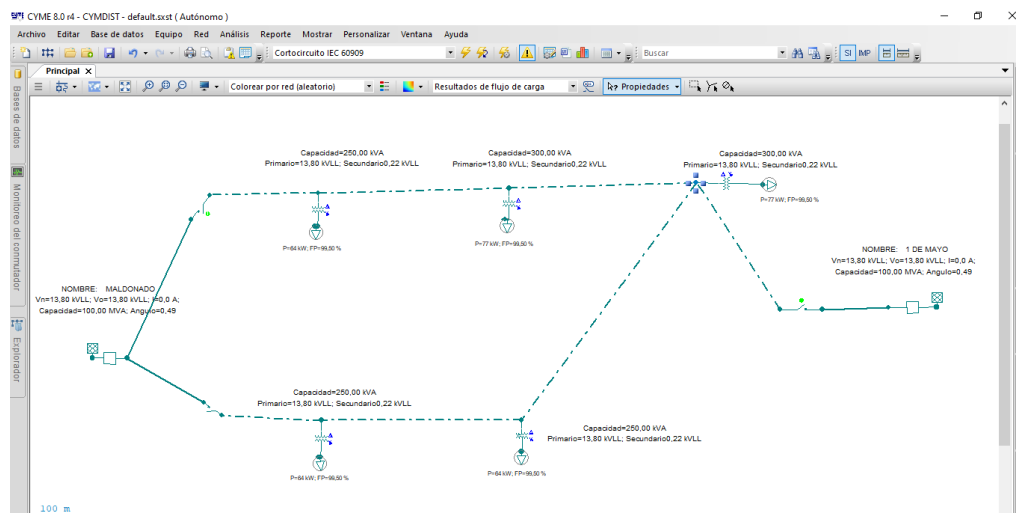 CYME 8.0 r4 - CYMDIST - default.sxst ( Autónomo )
Archivo Editar Base de datos Equipo Red Análisis Reporte Mostrar Personalizar Ventana Ayuda
Cortocircuito IEC 60909
Buscar
SI IMP
Principal
Colorear por red (aleatorio)
Resultados de flujo de carga
Propiedades
Bases de datos
Monitoreo del conmutador
Explorador
Capacidad=250,00 kVA
Primario=13,80 kVLL; Secundario0,22 kVLL
Capacidad=300,00 kVA
Primario=13,80 kVLL; Secundario0,22 kVLL
Capacidad=300,00 kVA
Primario=13,80 kVLL; Secundario0,22 kVLL
P=64 kW; FP=99,50 %
P=77 kW; FP=99,50 %
P=77 kW; FP=99,50 %
NOMBRE: 1 DE MAYO
Vn=13,80 kVLL; Vo=13,80 kVLL; I=0,0 A;
Capacidad=100,00 MVA; Angulo=0,49
NOMBRE: MALDONADO
Vn=13,80 kVLL; Vo=13,80 kVLL; I=0,0 A;
Capacidad=100,00 MVA; Angulo=0,49
Capacidad=250,00 kVA
Primario=13,80 kVLL; Secundario0,22 kVLL
Capacidad=250,00 kVA
Primario=13,80 kVLL; Secundario0,22 kVLL
P=64 kW; FP=99,50 %
P=64 kW; FP=99,50 %
100 m